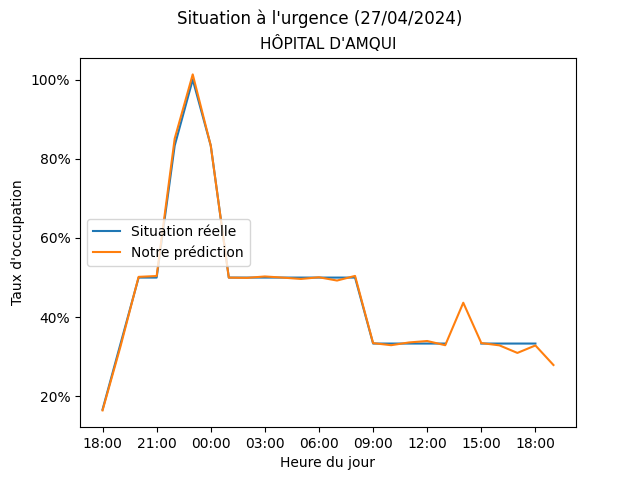 Situation à l'urgence (27/04/2024)
HÔPITAL D'AMQUI
100%
80%
60%
40%
20%
Taux d'occupation
Situation réelle
Notre prédiction
18:00 21:00 00:00 03:00 06:00 09:00 12:00 15:00 18:00
Heure du jour